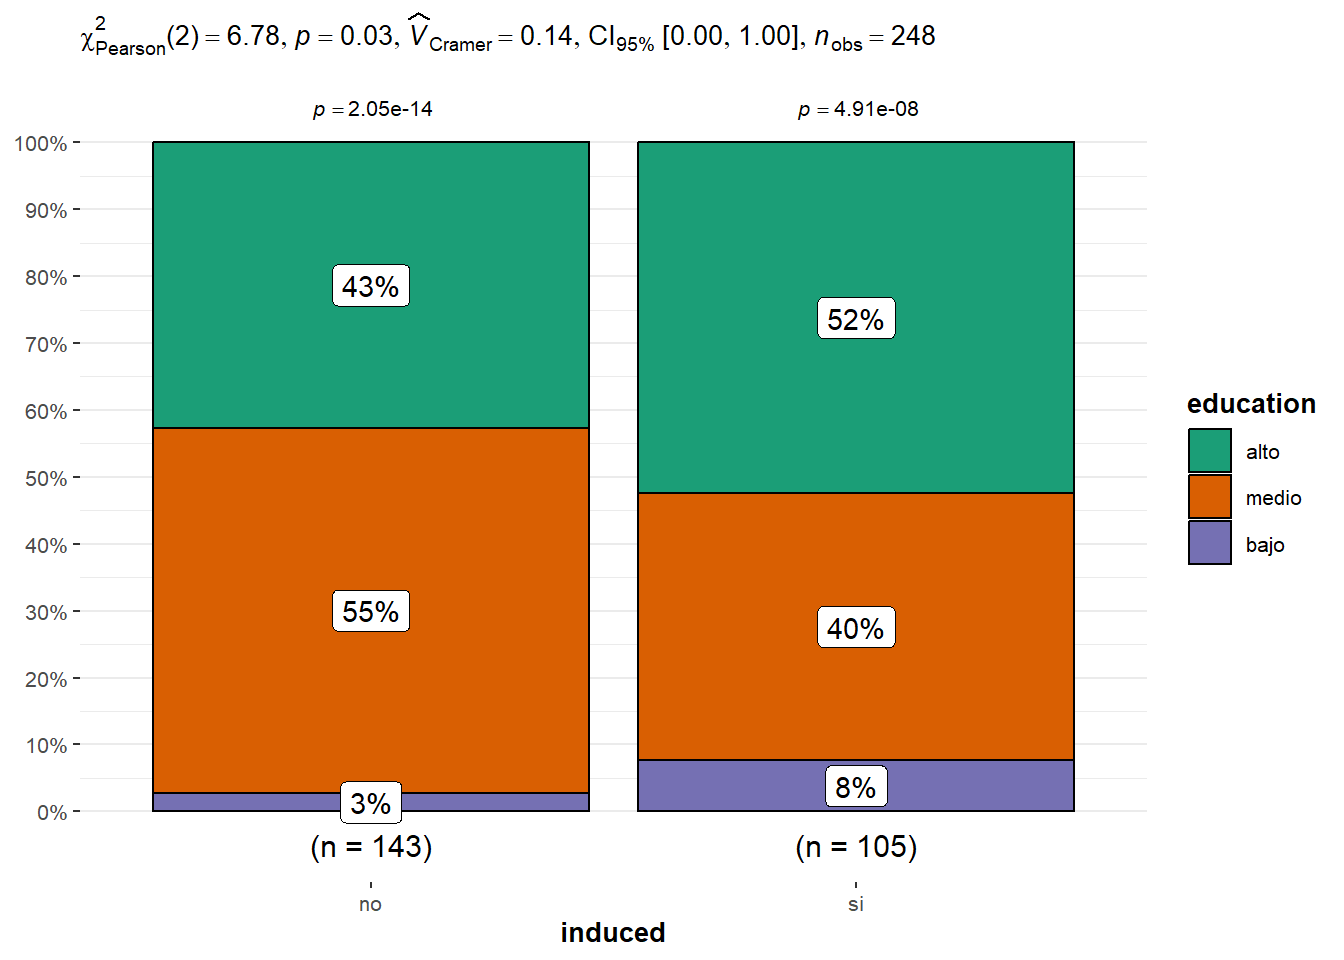 χ²Pearson(2) = 6.78, p = 0.03, V̂Cramer = 0.14, CI95% [0.00, 1.00], nobs = 248
p = 2.05e-14 p = 4.91e-08
100%
90%
80%
70%
60%
50%
40%
30%
20%
10%
0%
43%
55%
3%
52%
40%
8%
(n = 143) (n = 105)
no si
induced
education
alto
medio
bajo